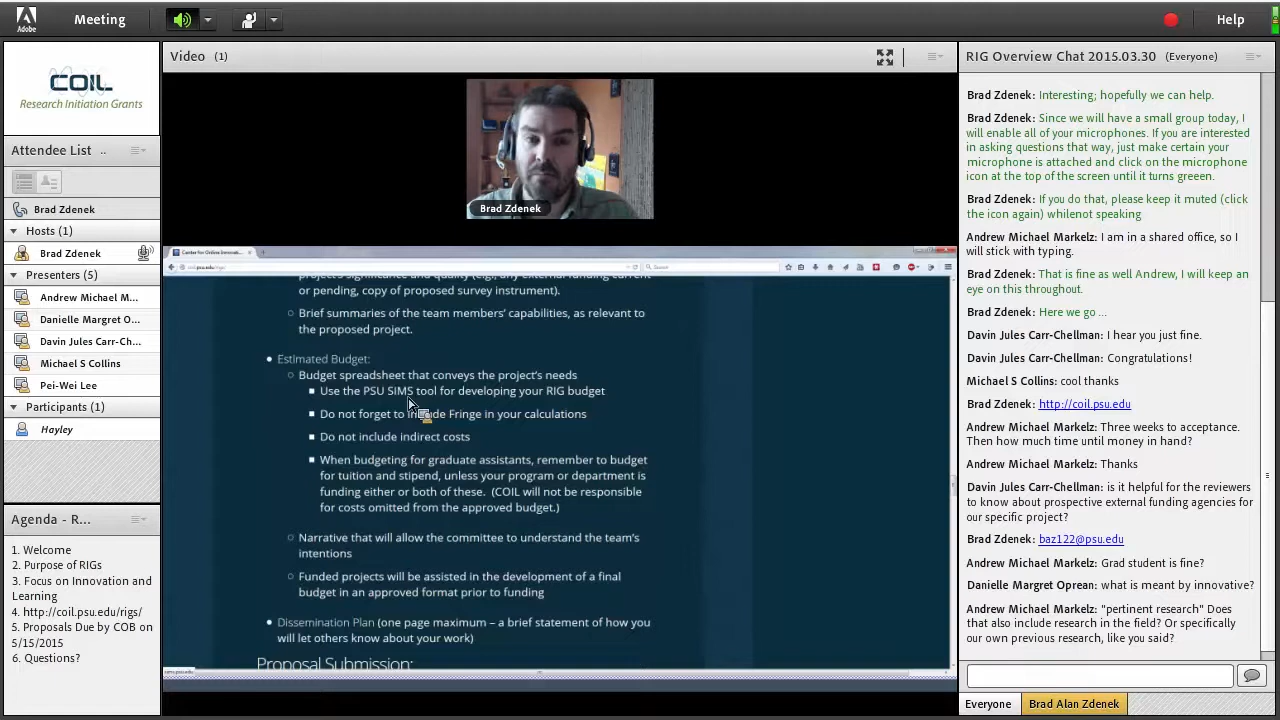 Adobe
Meeting
Help
COIL
Research Initiation Grants
Attendee List ..
Brad Zdenek
Hosts (1)
Brad Zdenek
Presenters (5)
Andrew Michael M...
Danielle Margret O...
Davin Jules Carr-Ch...
Michael S Collins
Pei-Wei Lee
Participants (1)
Hayley
Agenda - R...
1. Welcome
2. Purpose of RIGs
3. Focus on Innovation and
Learning
4. http://coil.psu.edu/rigs/
5. Proposals Due by COB on
5/15/2015
6. Questions?
Video (1)
Brad Zdenek
Center for Online Innovati...
coil.psu.edu/rigs/
Search
or pending, copy of proposed survey instrument).
Brief summaries of the team members’ capabilities, as relevant to
the proposed project.
Estimated Budget:
Budget spreadsheet that conveys the project’s needs
Use the PSU SIMS tool for developing your RIG budget
Do not forget to include Fringe in your calculations
Do not include indirect costs
When budgeting for graduate assistants, remember to budget
for tuition and stipend, unless your program or department is
funding either or both of these. (COIL will not be responsible
for costs omitted from the approved budget.)
Narrative that will allow the committee to understand the team’s
intentions
Funded projects will be assisted in the development of a final
budget in an approved format prior to funding
Dissemination Plan (one page maximum – a brief statement of how you
will let others know about your work)
Proposal Submission:
RIG Overview Chat 2015.03.30 (Everyone)
Brad Zdenek: Interesting; hopefully we can help.
Brad Zdenek: Since we will have a small group today, I
will enable all of your microphones. If you are interested
in asking questions that way, just make certain your
microphone is attached and click on the microphone
icon at the top of the screen until it turns greeen.
Brad Zdenek: If you do that, please keep it muted (click
the icon again) whilenot speaking
Andrew Michael Markelz: I am in a shared office, so I
will stick with typing.
Brad Zdenek: That is fine as well Andrew, I will keep an
eye on this throughout.
Brad Zdenek: Here we go ...
Davin Jules Carr-Chellman: I hear you just fine.
Davin Jules Carr-Chellman: Congratulations!
Michael S Collins: cool thanks
Brad Zdenek: http://coil.psu.edu
Andrew Michael Markelz: Three weeks to acceptance.
Then how much time until money in hand?
Andrew Michael Markelz: Thanks
Davin Jules Carr-Chellman: is it helpful for the reviewers
to know about prospective external funding agencies for
our specific project?
Brad Zdenek: baz122@psu.edu
Andrew Michael Markelz: Grad student is fine?
Danielle Margret Oprean: what is meant by innovative?
Andrew Michael Markelz: "pertinent research" Does
that also include research in the field? Or specifically
our own previous research, like you said?
Everyone
Brad Alan Zdenek